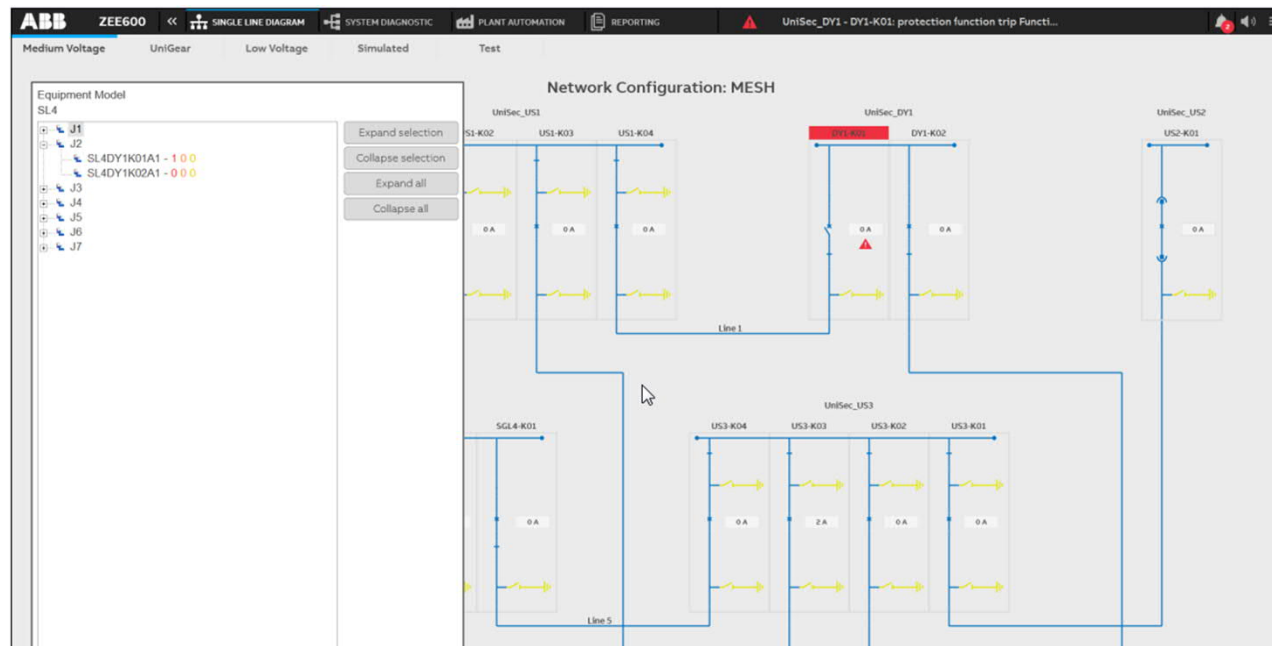 ABB ZEE600 « SINGLE LINE DIAGRAM SYSTEM DIAGNOSTIC PLANT AUTOMATION REPORTING UniSec_DY1 - DY1-K01: protection function trip Functi... 2
Medium Voltage UniGear Low Voltage Simulated Test
Network Configuration: MESH
Equipment Model
SL4
J1
J2
SL4DY1K01A1 - 1 0 0
SL4DY1K02A1 - 0 0 0
J3
J4
J5
J6
J7
Expand selection
Collapse selection
Expand all
Collapse all
UniSec_US1 UniSec_DY1 UniSec_US2
S1-K02 US1-K03 US1-K04 DY1-K01 DY1-K02 US2-K01
0 A 0 A 0 A 0 A 0 A 0 A
Line 1
UniSec_US3
SGL4-K01 US3-K04 US3-K03 US3-K02 US3-K01
0 A 0 A 2 A 0 A 0 A
Line 5